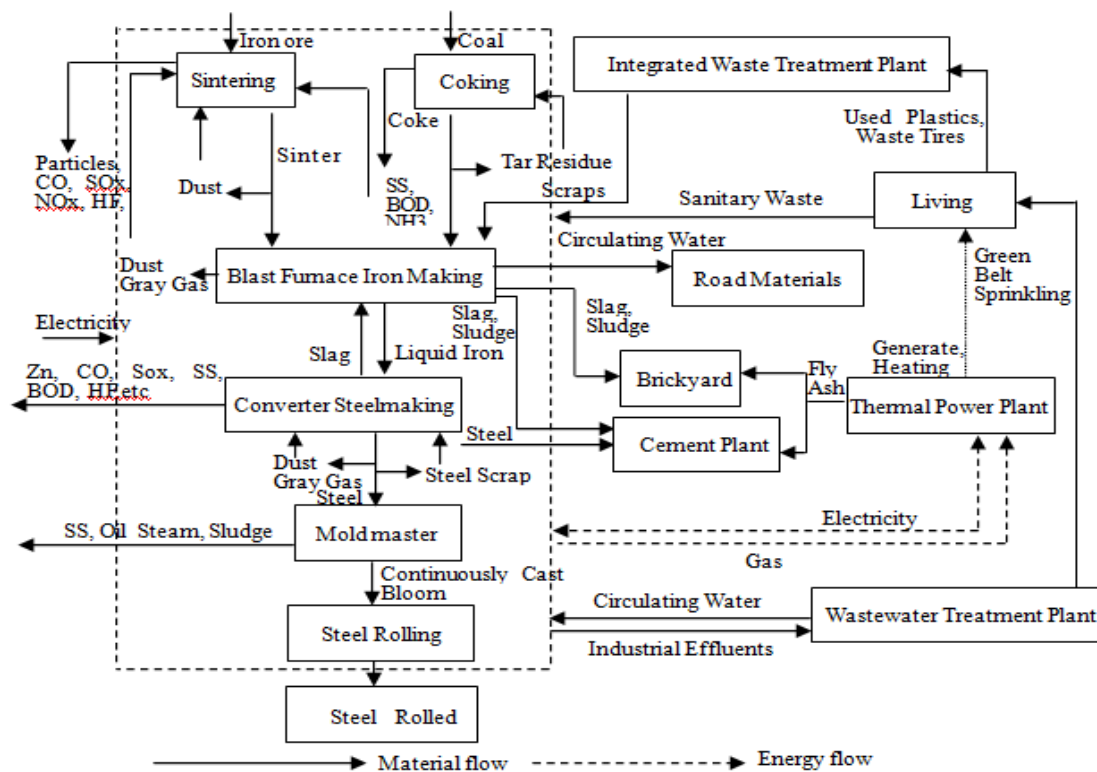 Iron ore
Coal
Sintering
Coking
Integrated Waste Treatment Plant
Coke
Used Plastics,
Waste Tires
Particles,
CO, SOx,
NOx, HF,
Sinter
Dust
SS,
BOD,
NH3
Tar Residue
Scraps
Sanitary Waste
Living
Circulating Water
Dust
Gray Gas
Blast Furnace Iron Making
Road Materials
Green
Belt
Sprinkling
Electricity
Slag
Liquid Iron
Slag,
Sludge
Slag,
Sludge
Generate,
Heating
Zn, CO, Sox, SS,
BOD, HF.etc
Converter Steelmaking
Brickyard
Fly
Ash
Thermal Power Plant
Steel
Cement Plant
Dust
Gray Gas
Steel Scrap
Steel
SS, Oil Steam, Sludge
Mold master
Electricity
Gas
Continuously Cast
Bloom
Circulating Water
Wastewater Treatment Plant
Steel Rolling
Industrial Effluents
Steel Rolled
Material flow
Energy flow